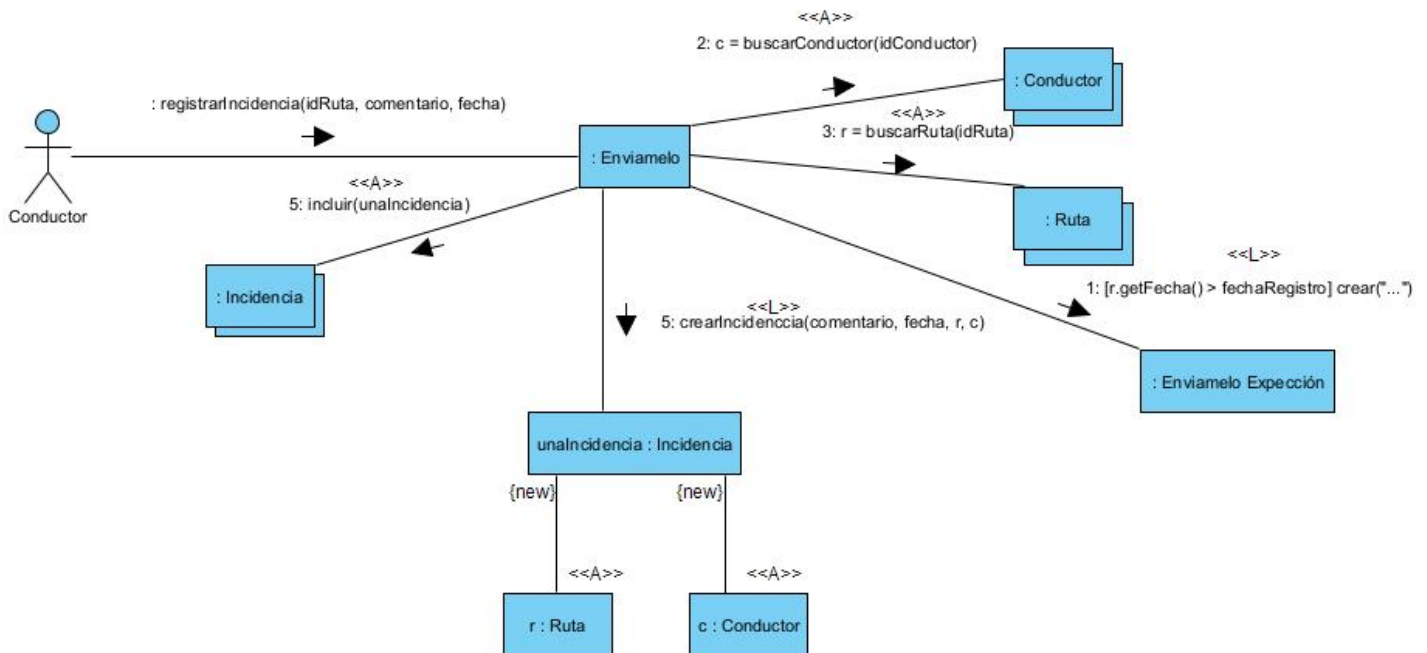 <<A>>
2: c = buscarConductor(idConductor)
: Conductor
: registrarIncidencia(idRuta, comentario, fecha)
<<A>>
3: r = buscarRuta(idRuta)
: Enviamelo
<<A>>
5: incluir(unaIncidencia)
Conductor
: Ruta
<<L>>
1: [r.getFecha() > fechaRegistro] crear("...")
: Incidencia
<<L>>
5: crearIncidenccia(comentario, fecha, r, c)
: Enviamelo Expección
unaIncidencia : Incidencia
{new}
{new}
<<A>>
<<A>>
r : Ruta
c : Conductor